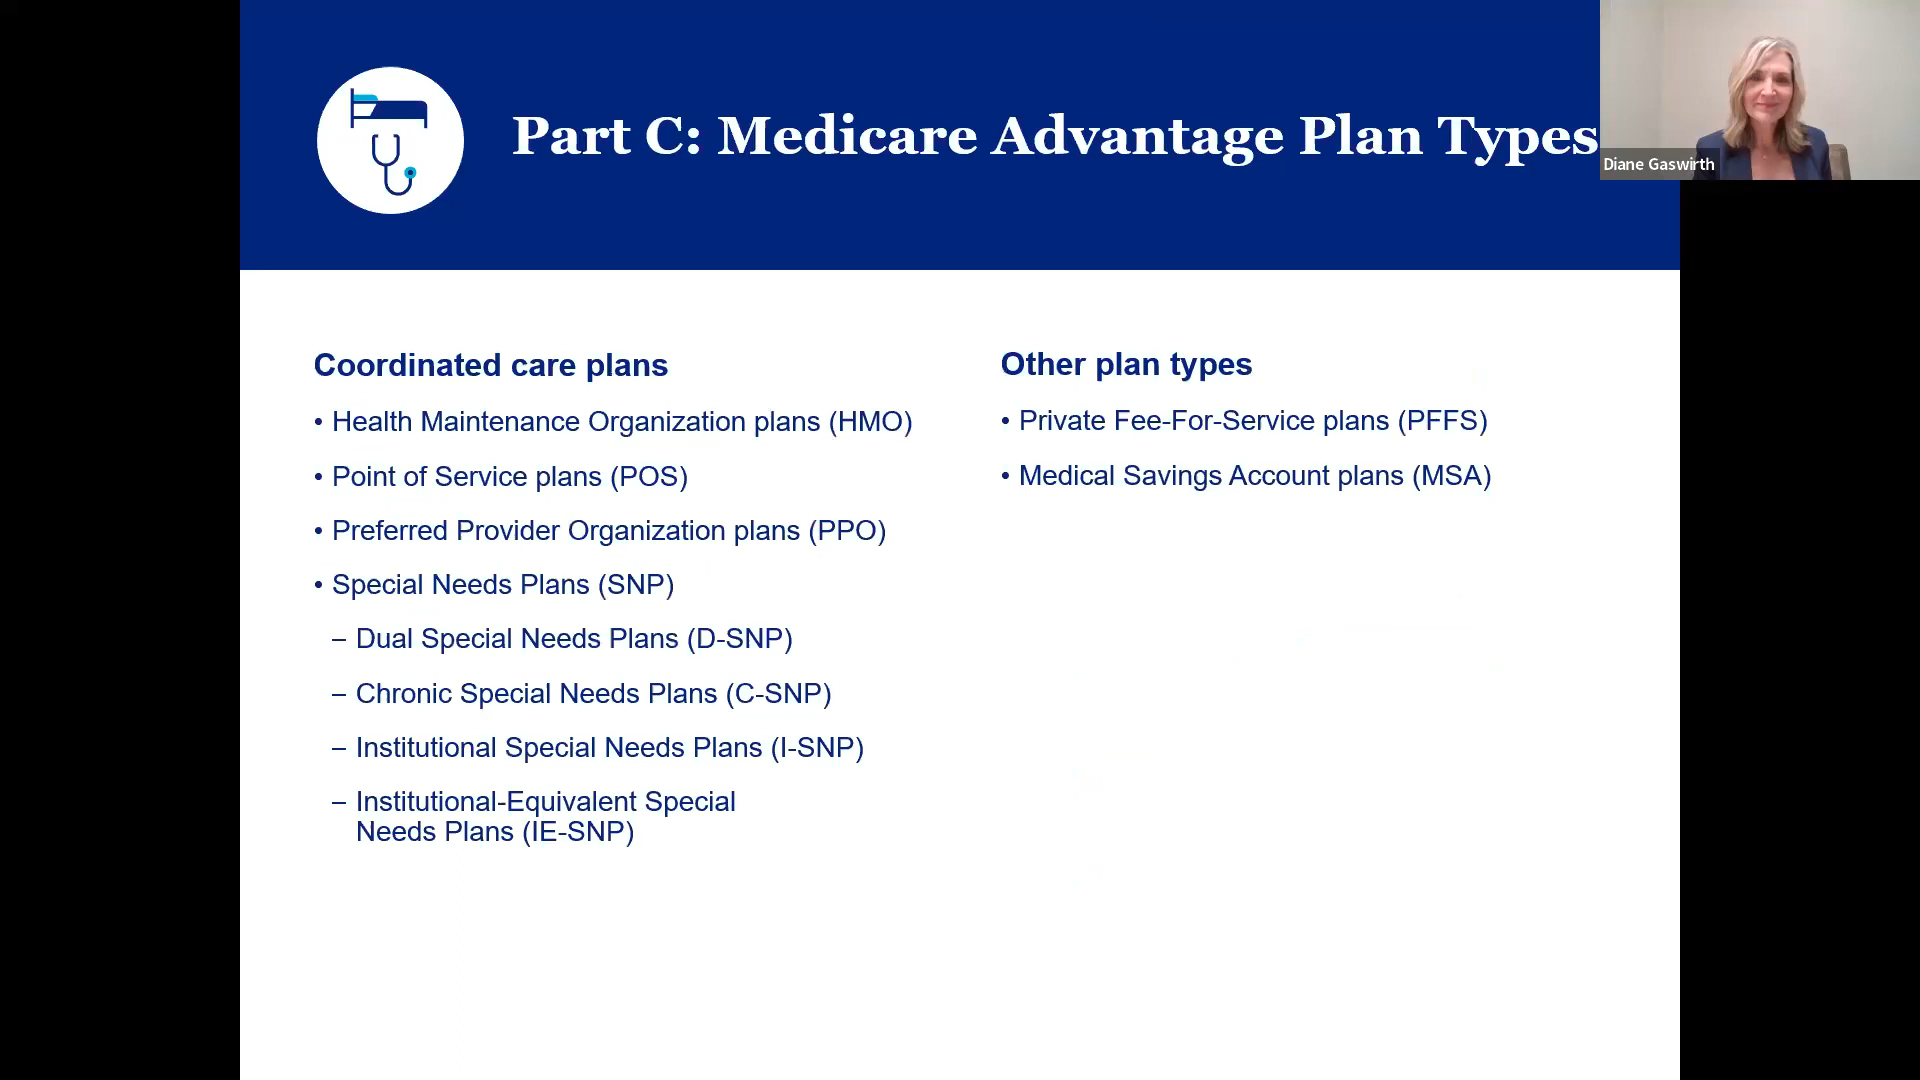 Part C: Medicare Advantage Plan Types
Diane Gaswirth
Coordinated care plans
• Health Maintenance Organization plans (HMO)
• Point of Service plans (POS)
• Preferred Provider Organization plans (PPO)
• Special Needs Plans (SNP)
– Dual Special Needs Plans (D-SNP)
– Chronic Special Needs Plans (C-SNP)
– Institutional Special Needs Plans (I-SNP)
– Institutional-Equivalent Special
Needs Plans (IE-SNP)
Other plan types
• Private Fee-For-Service plans (PFFS)
• Medical Savings Account plans (MSA)